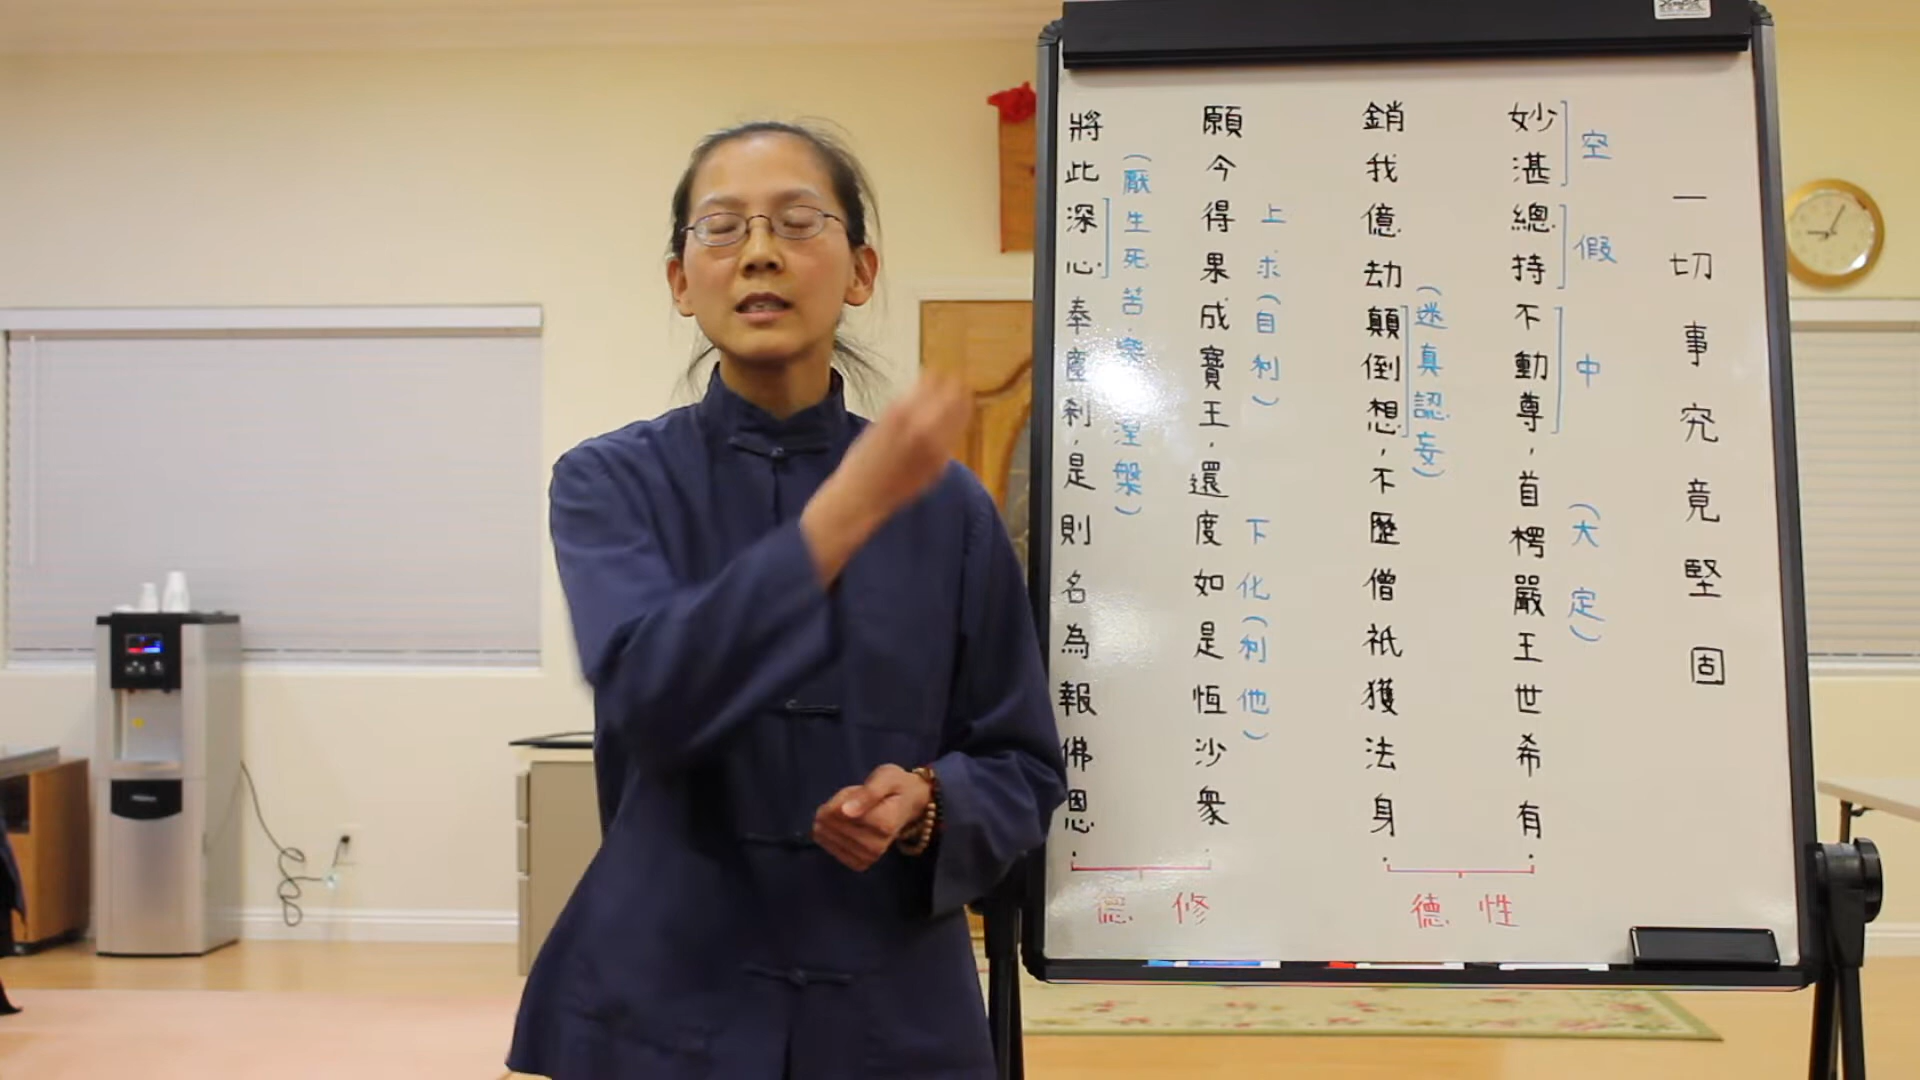 一切事究竟堅固
空
假
中
(大定)
妙湛總持不動尊,首楞嚴王世希有.
(迷真認妄)
銷我億劫顛倒想,不歷僧祇獲法身.
上求(自利)
下化(利他)
願今得果成寶王,還度如是恆沙眾.
(厭生死苦.樂涅槃)
將此深心奉塵剎,是則名為報佛恩.
德性
德修